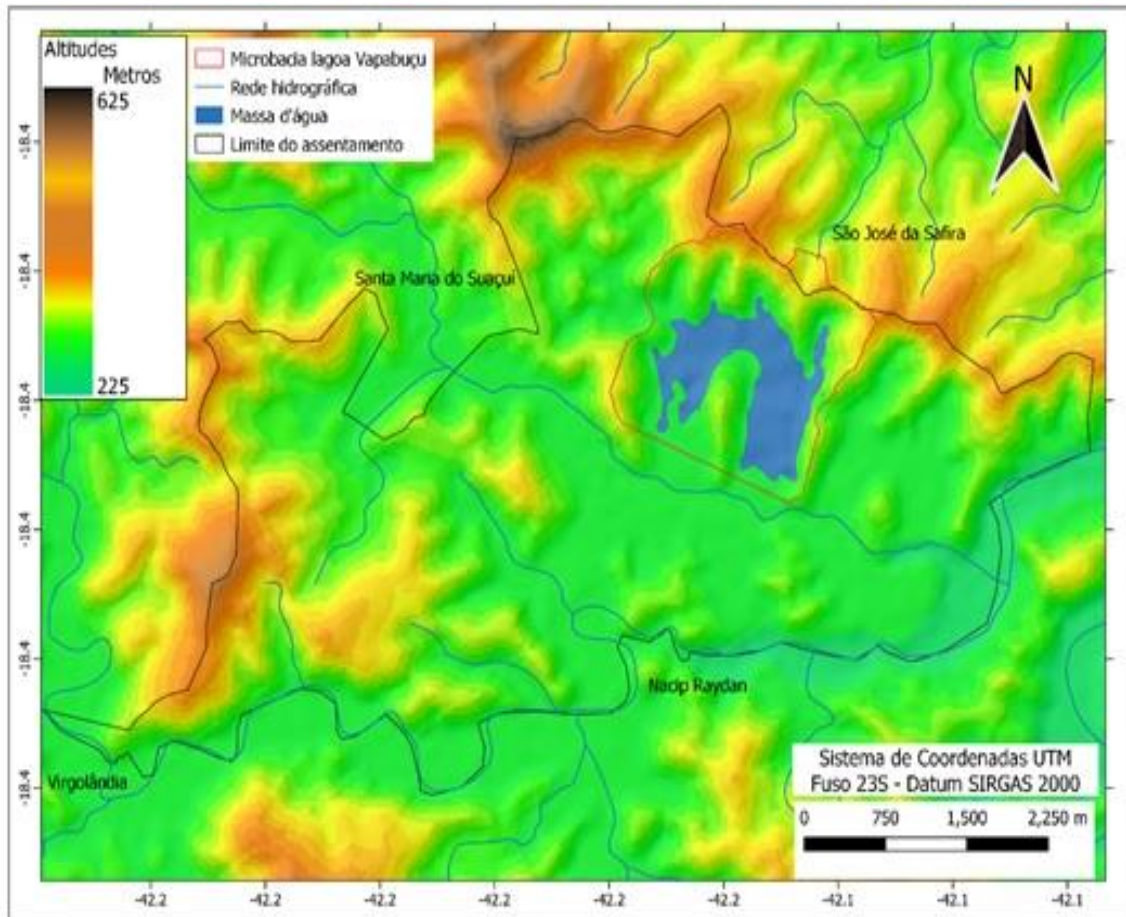 Altitudes
Metros
625
225
Microbacia lagoa Vapabuçu
Rede hidrográfica
Massa d'água
Limite do assentamento
N
São José da Safira
Santa Maria do Suaçuí
Nacip Raydan
Virgolândia
Sistema de Coordenadas UTM
Fuso 23S - Datum SIRGAS 2000
0 750 1,500 2,250 m
-18.4
-18.4
-18.4
-18.4
-18.4
-18.4
-42.2
-42.2
-42.2
-42.2
-42.2
-42.2
-42.1
-42.1
-42.1